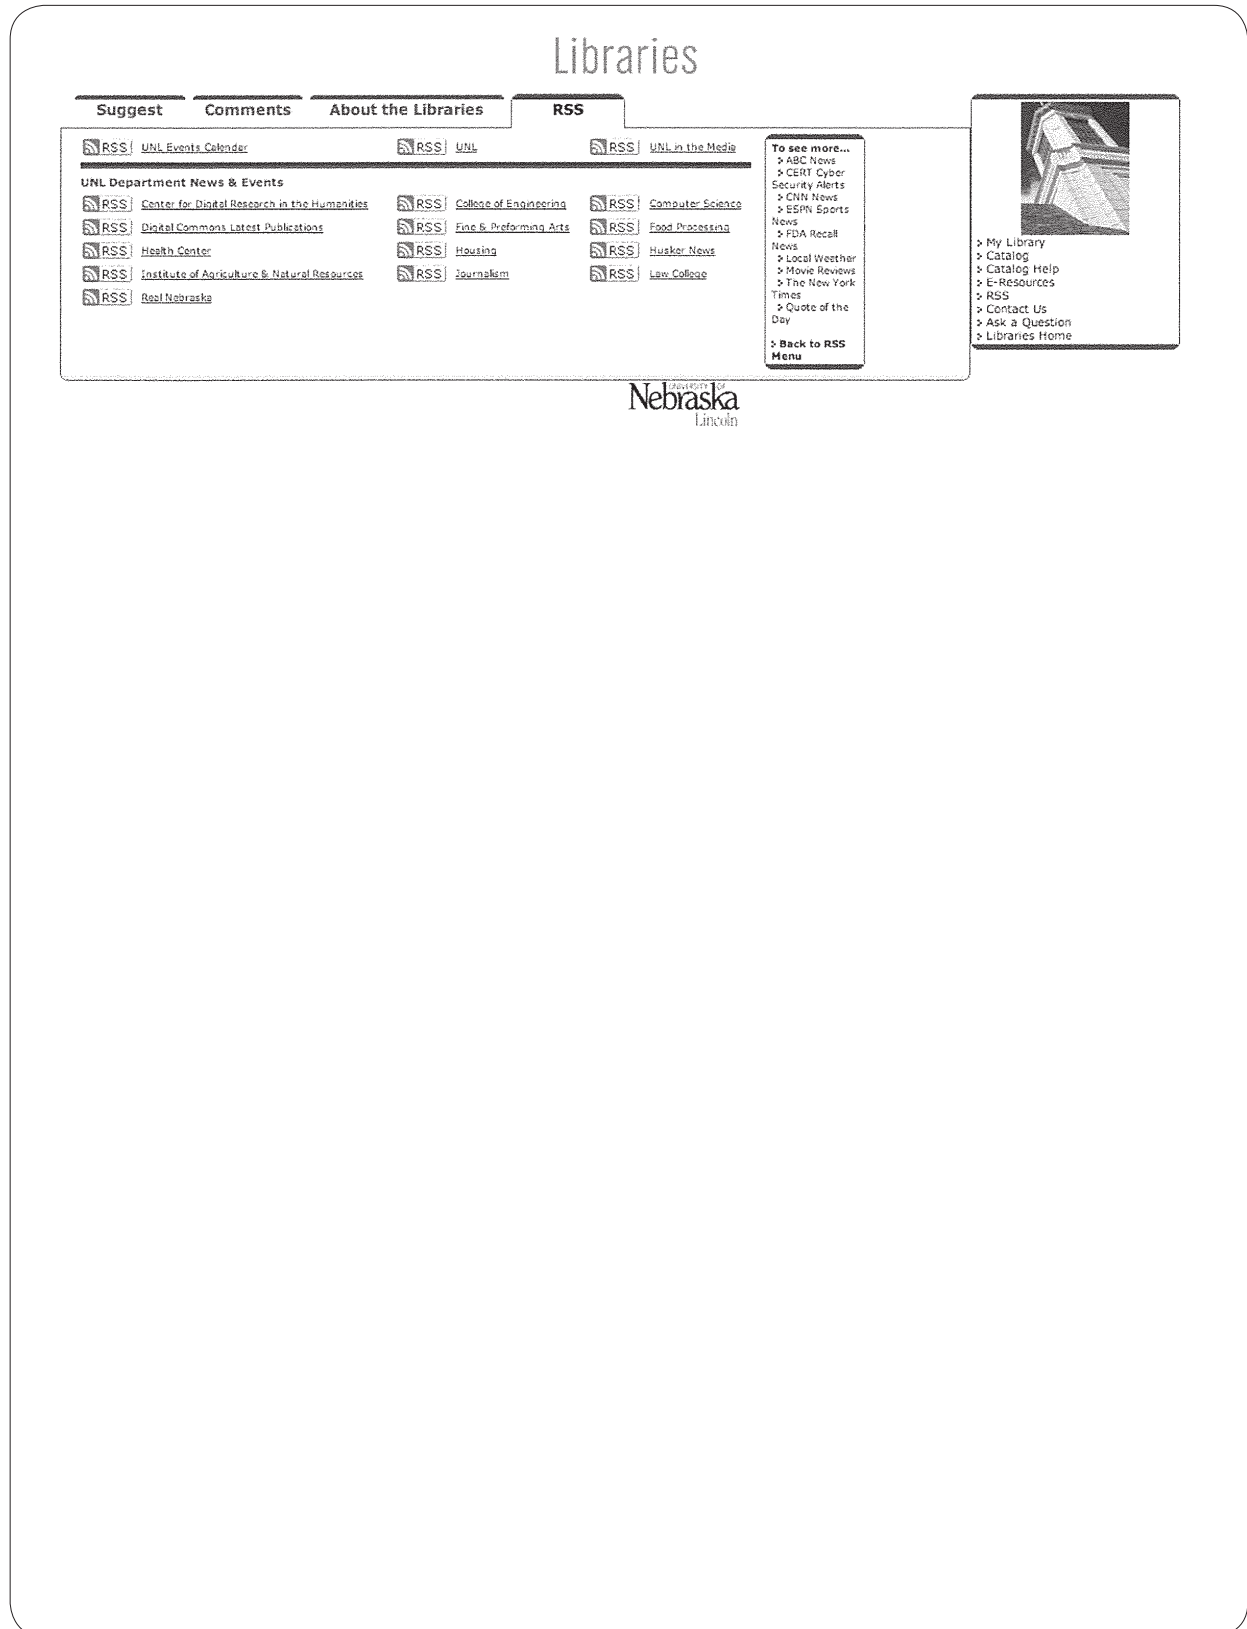 Libraries
Suggest Comments About the Libraries RSS
RSS UNL Events Calendar RSS UNL RSS UNL in the Media
UNL Department News & Events
RSS Center for Digital Research in the Humanities RSS College of Engineering RSS Computer Science
RSS Digital Commons Latest Publications RSS Fine & Preforming Arts RSS Food Processing
RSS Health Center RSS Housing RSS Husker News
RSS Institute of Agriculture & Natural Resources RSS Journalism RSS Law College
RSS Real Nebraska
To see more...
ABC News
CERT Cyber
Security Alerts
CNN News
ESPN Sports
News
FDA Recall
News
Local Weather
Movie Reviews
The New York
Times
Quote of the
Day
Back to RSS
Menu
My Library
Catalog
Catalog Help
E-Resources
RSS
Contact Us
Ask a Question
Libraries Home
UNIVERSITY OF
Nebraska
Lincoln